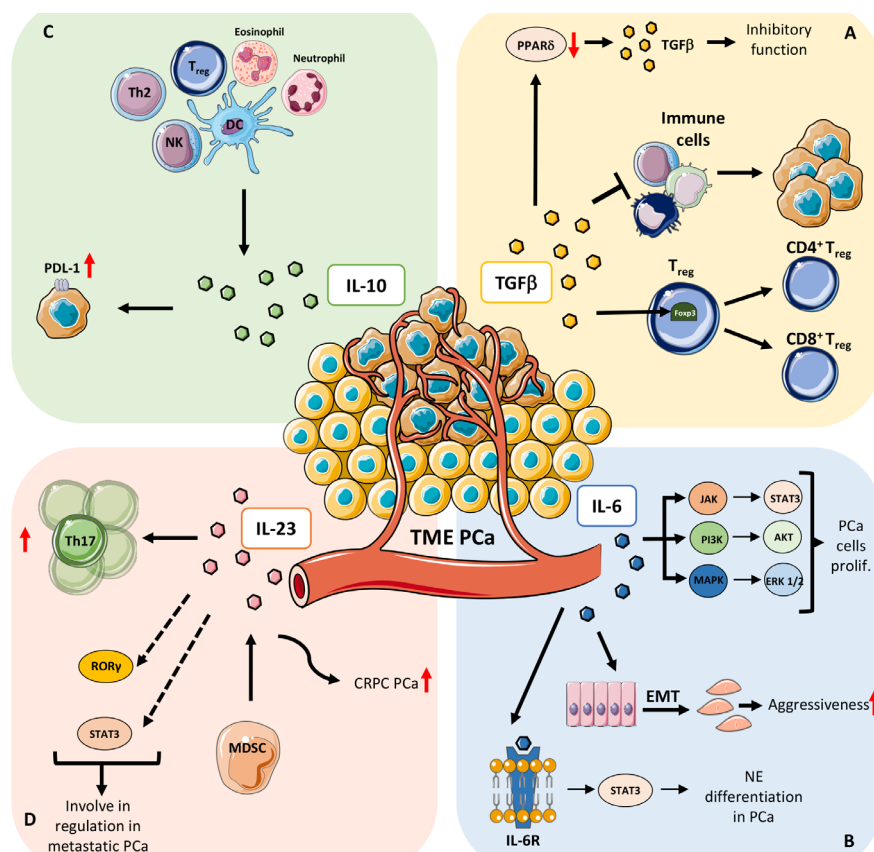 C
Eosinophil
Treg
Neutrophil
Th2
DC
NK
PDL-1
IL-10
A
PPARδ
TGFβ
Inhibitory
function
Immune
cells
TGFβ
Treg
Foxp3
CD4+ Treg
CD8+ Treg
TME PCa
IL-23
Th17
RORγ
STAT3
MDSC
CRPC PCa
Involve in
regulation in
metastatic PCa
D
IL-6
JAK
STAT3
PI3K
AKT
MAPK
ERK 1/2
PCa
cells
prolif.
EMT
Aggressiveness
IL-6R
STAT3
NE
differentiation
in PCa
B